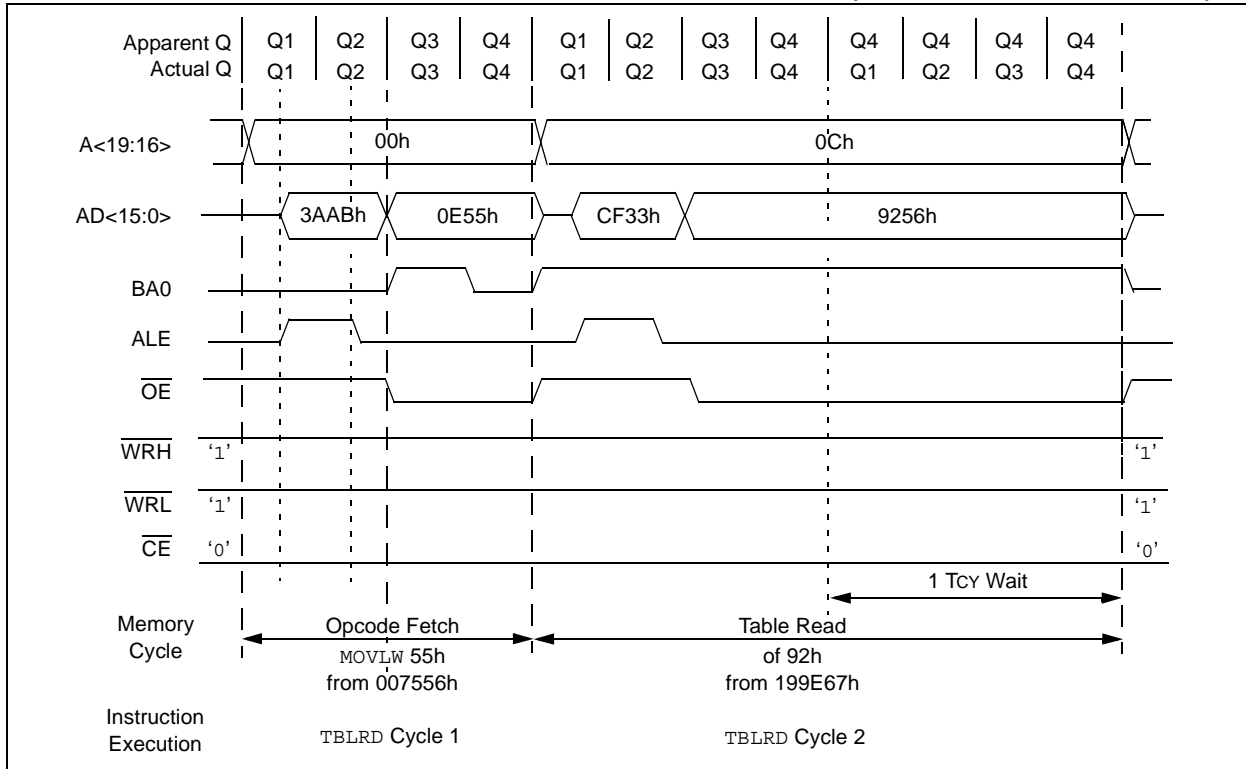 Apparent Q Q1 Q2 Q3 Q4 Q1 Q2 Q3 Q4 Q4 Q4 Q4 Q4
Actual Q Q1 Q2 Q3 Q4 Q1 Q2 Q3 Q4 Q1 Q2 Q3 Q4
A<19:16> 00h 0Ch
AD<15:0> 3AABh 0E55h CF33h 9256h
BA0
ALE
OE
WRH '1' '1'
WRL '1' '1'
CE '0' '0'
1 TCY Wait
Memory Cycle
Opcode Fetch
MOVLW 55h
from 007556h
Table Read
of 92h
from 199E67h
Instruction Execution
TBLRD Cycle 1
TBLRD Cycle 2